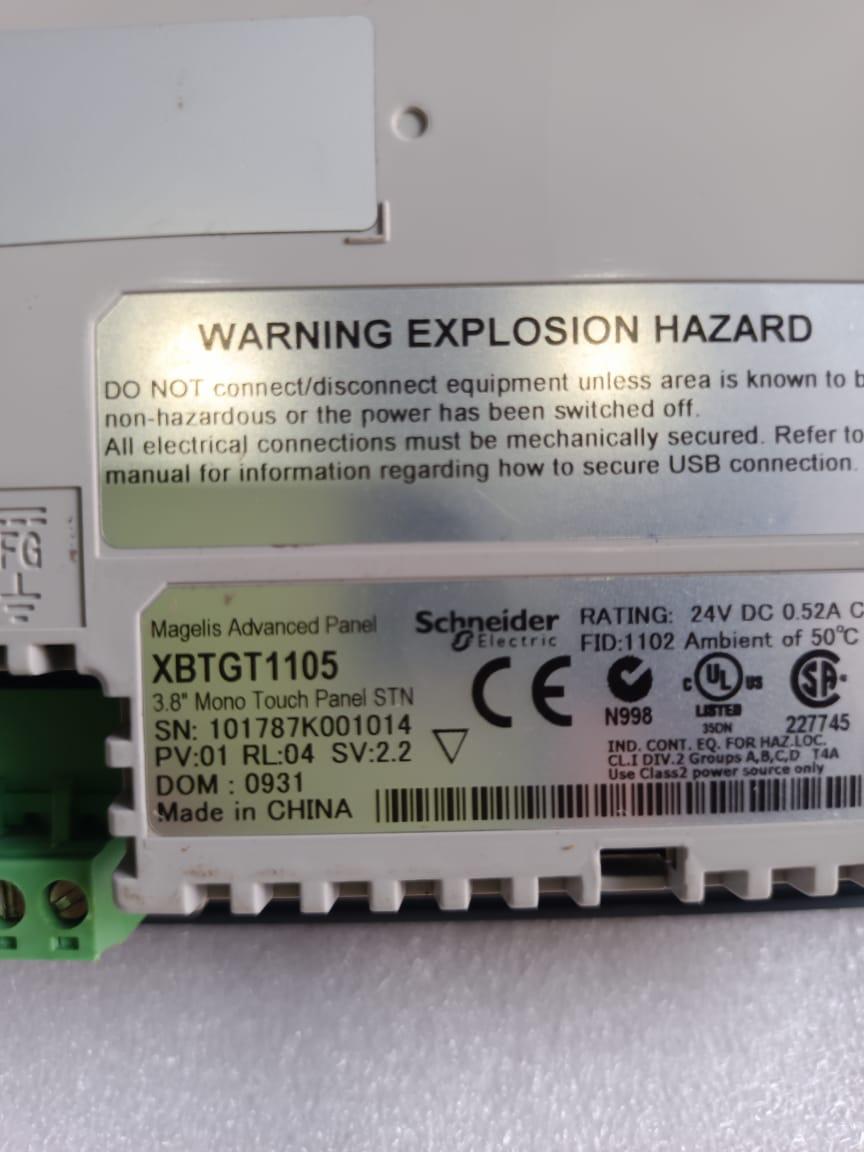 WARNING EXPLOSION HAZARD
DO NOT connect/disconnect equipment unless area is known to b
non-hazardous or the power has been switched off.
All electrical connections must be mechanically secured. Refer to
manual for information regarding how to secure USB connection.
FG
Magelis Advanced Panel
Schneider
Electric
RATING: 24V DC 0.52A C
FID:1102 Ambient of 50°C
XBTGT1105
3.8" Mono Touch Panel STN
SN: 101787K001014
PV:01 RL:04 SV:2.2
DOM : 0931
Made in CHINA
CE
N998
C UL US
LISTED
35DN
SA
227745
IND. CONT. EQ. FOR HAZ.LOC.
CL.I DIV.2 Groups A,B,C,D T4A
Use Class2 power source only